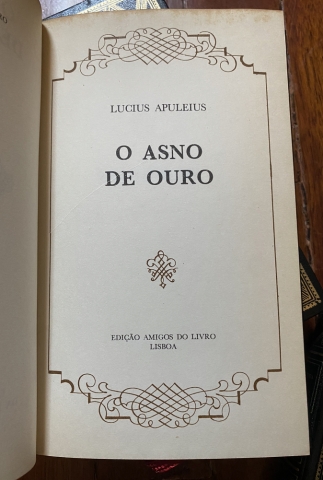 LUCIUS APULEIUS
O ASNO
DE OURO
EDIÇÃO AMIGOS DO LIVRO
LISBOA